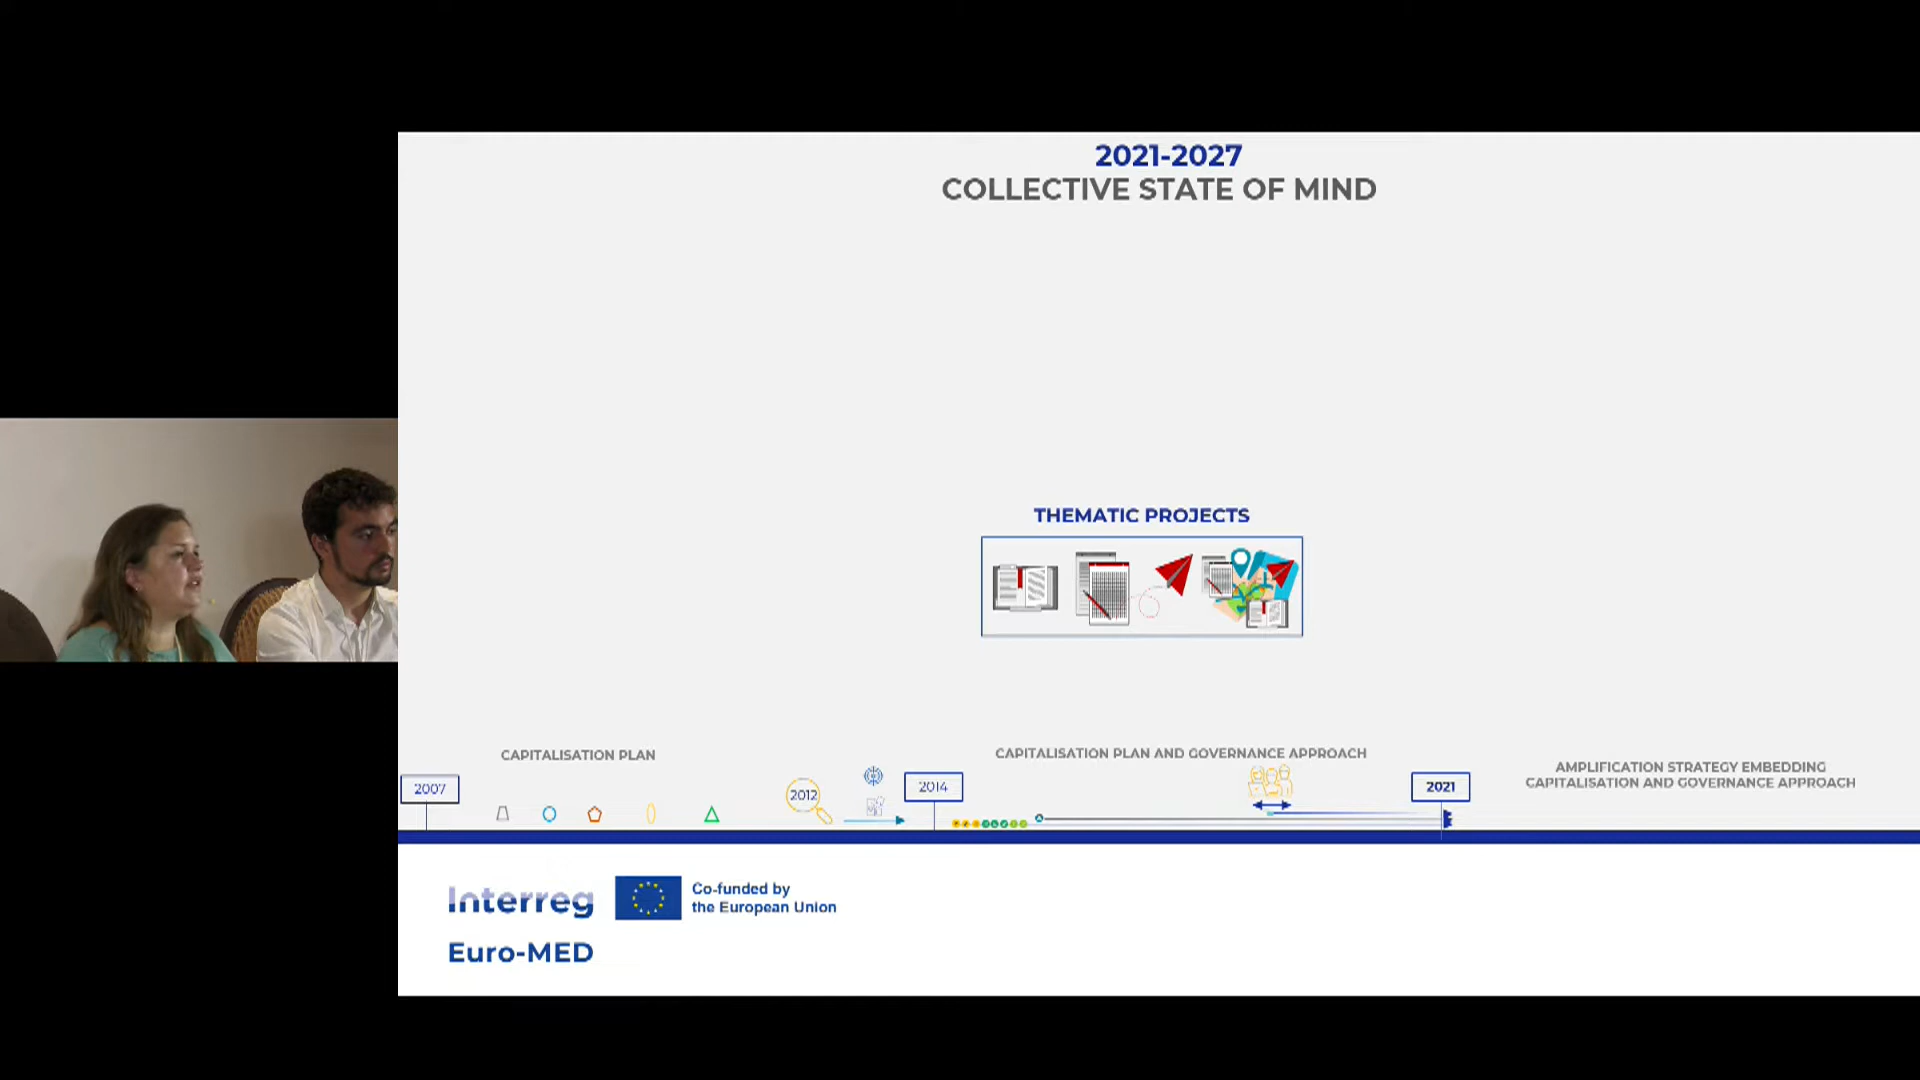 2021-2027
COLLECTIVE STATE OF MIND
THEMATIC PROJECTS
CAPITALISATION PLAN
CAPITALISATION PLAN AND GOVERNANCE APPROACH
AMPLIFICATION STRATEGY EMBEDDING
CAPITALISATION AND GOVERNANCE APPROACH
2007
2012
2014
2021
Interreg
Co-funded by
the European Union
Euro-MED